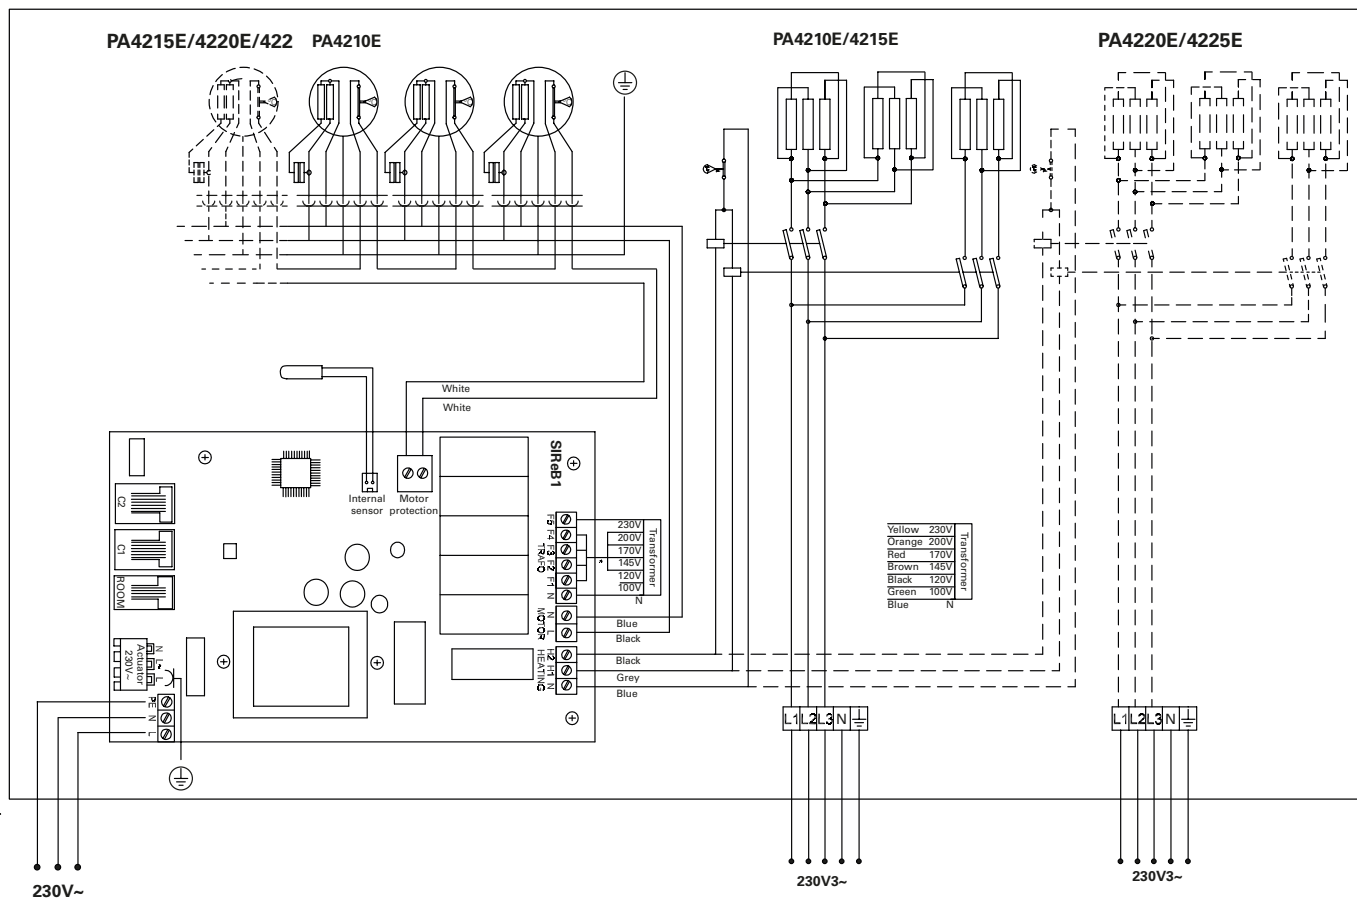 PA4215E/4220E/422 PA4210E
PA4210E/4215E
PA4220E/4225E
White
White
SIReB1
Internal
sensor
Motor
protection
C2
C1
ROOM
F5
F4
F3
F2
F1
N
TRAFO
230V
200V
170V
145V
120V
100V
N
Transformer
*
N
L
MOTOR
Blue
Black
H2
H1
N
HEATING
Black
Grey
Blue
Yellow 230V
Orange 200V
Red 170V
Brown 145V
Black 120V
Green 100V
Blue N
Transformer
Actuator
230V~
N
L
PE
N
L
L1 L2 L3 N
L1 L2 L3 N
230V~
230V3~
230V3~